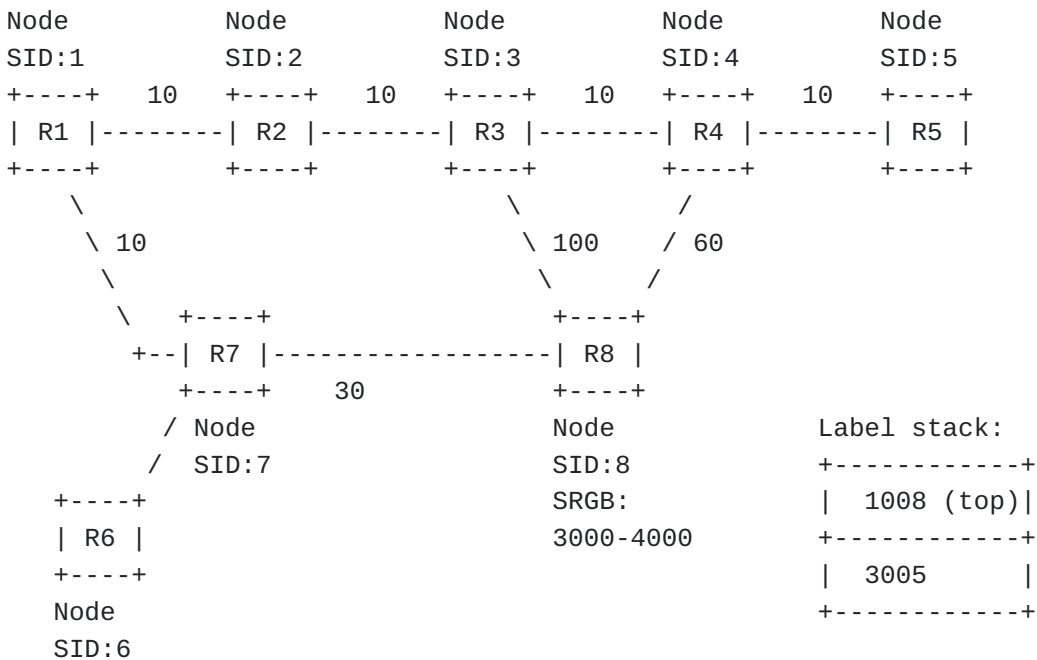 Node Node Node Node Node
SID:1 SID:2 SID:3 SID:4 SID:5
+----+ 10 +----+ 10 +----+ 10 +----+ 10 +----+
| R1 |--------| R2 |--------| R3 |--------| R4 |--------| R5 |
+----+ +----+ +----+ +----+ +----+
\ \ /
\ 10 \ 100 / 60
\ \ /
\ +----+ +----+
+--| R7 |------------------| R8 |
+----+ 30 +----+
/ Node Node Label stack:
/ SID:7 SID:8 +------------+
+----+ SRGB: | 1008 (top)|
| R6 | 3000-4000 +------------+
+----+ | 3005 |
Node +------------+
SID:6